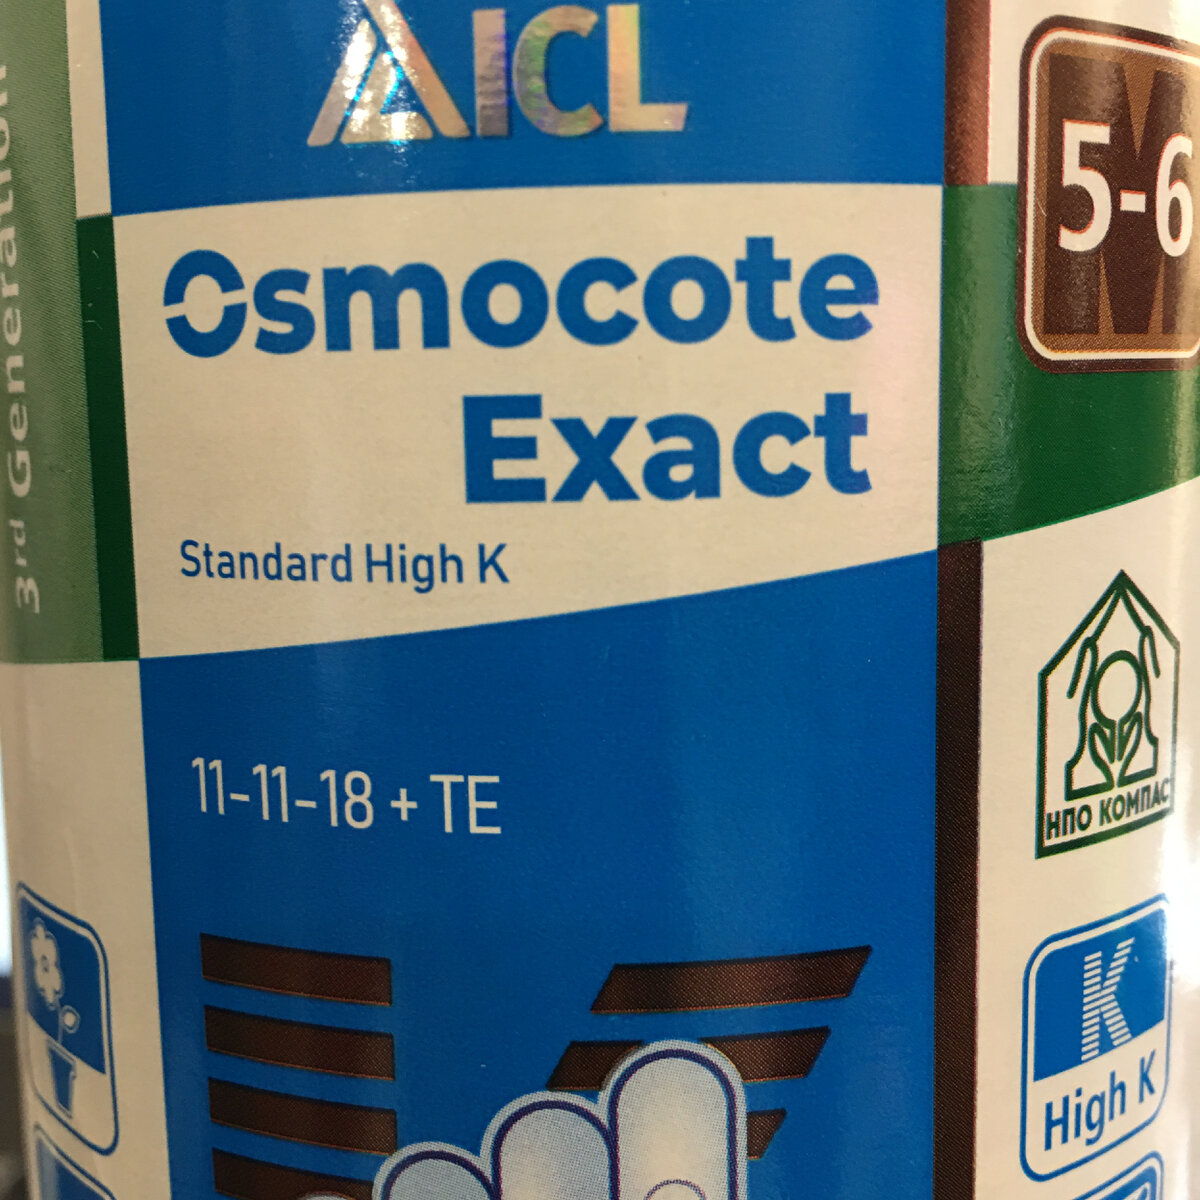 ICL
5-6
M
Osmocote
Exact
Standard High K
3rd Generation
11-11-18 + TE
НПО КОМПАС
K
High K